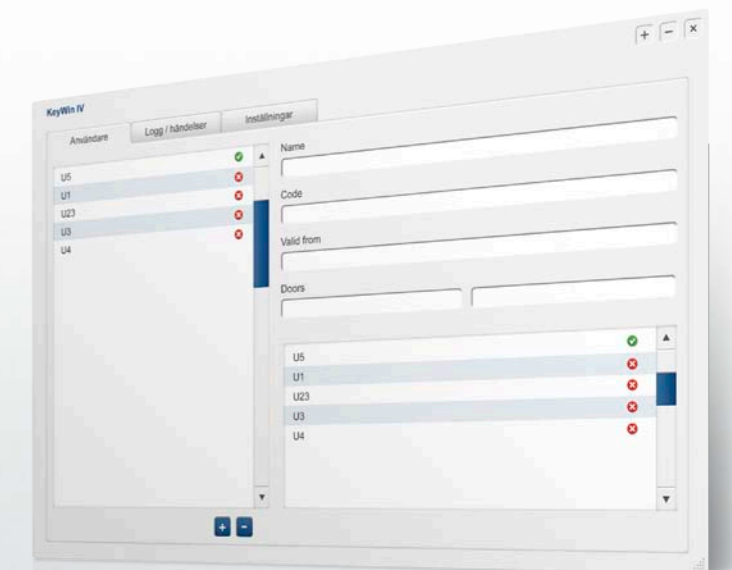 KeyWin IV
Användare
Logg / händelser
Inställningar
U5
U1
U23
U3
U4
Name
Code
Valid from
Doors
U5
U1
U23
U3
U4